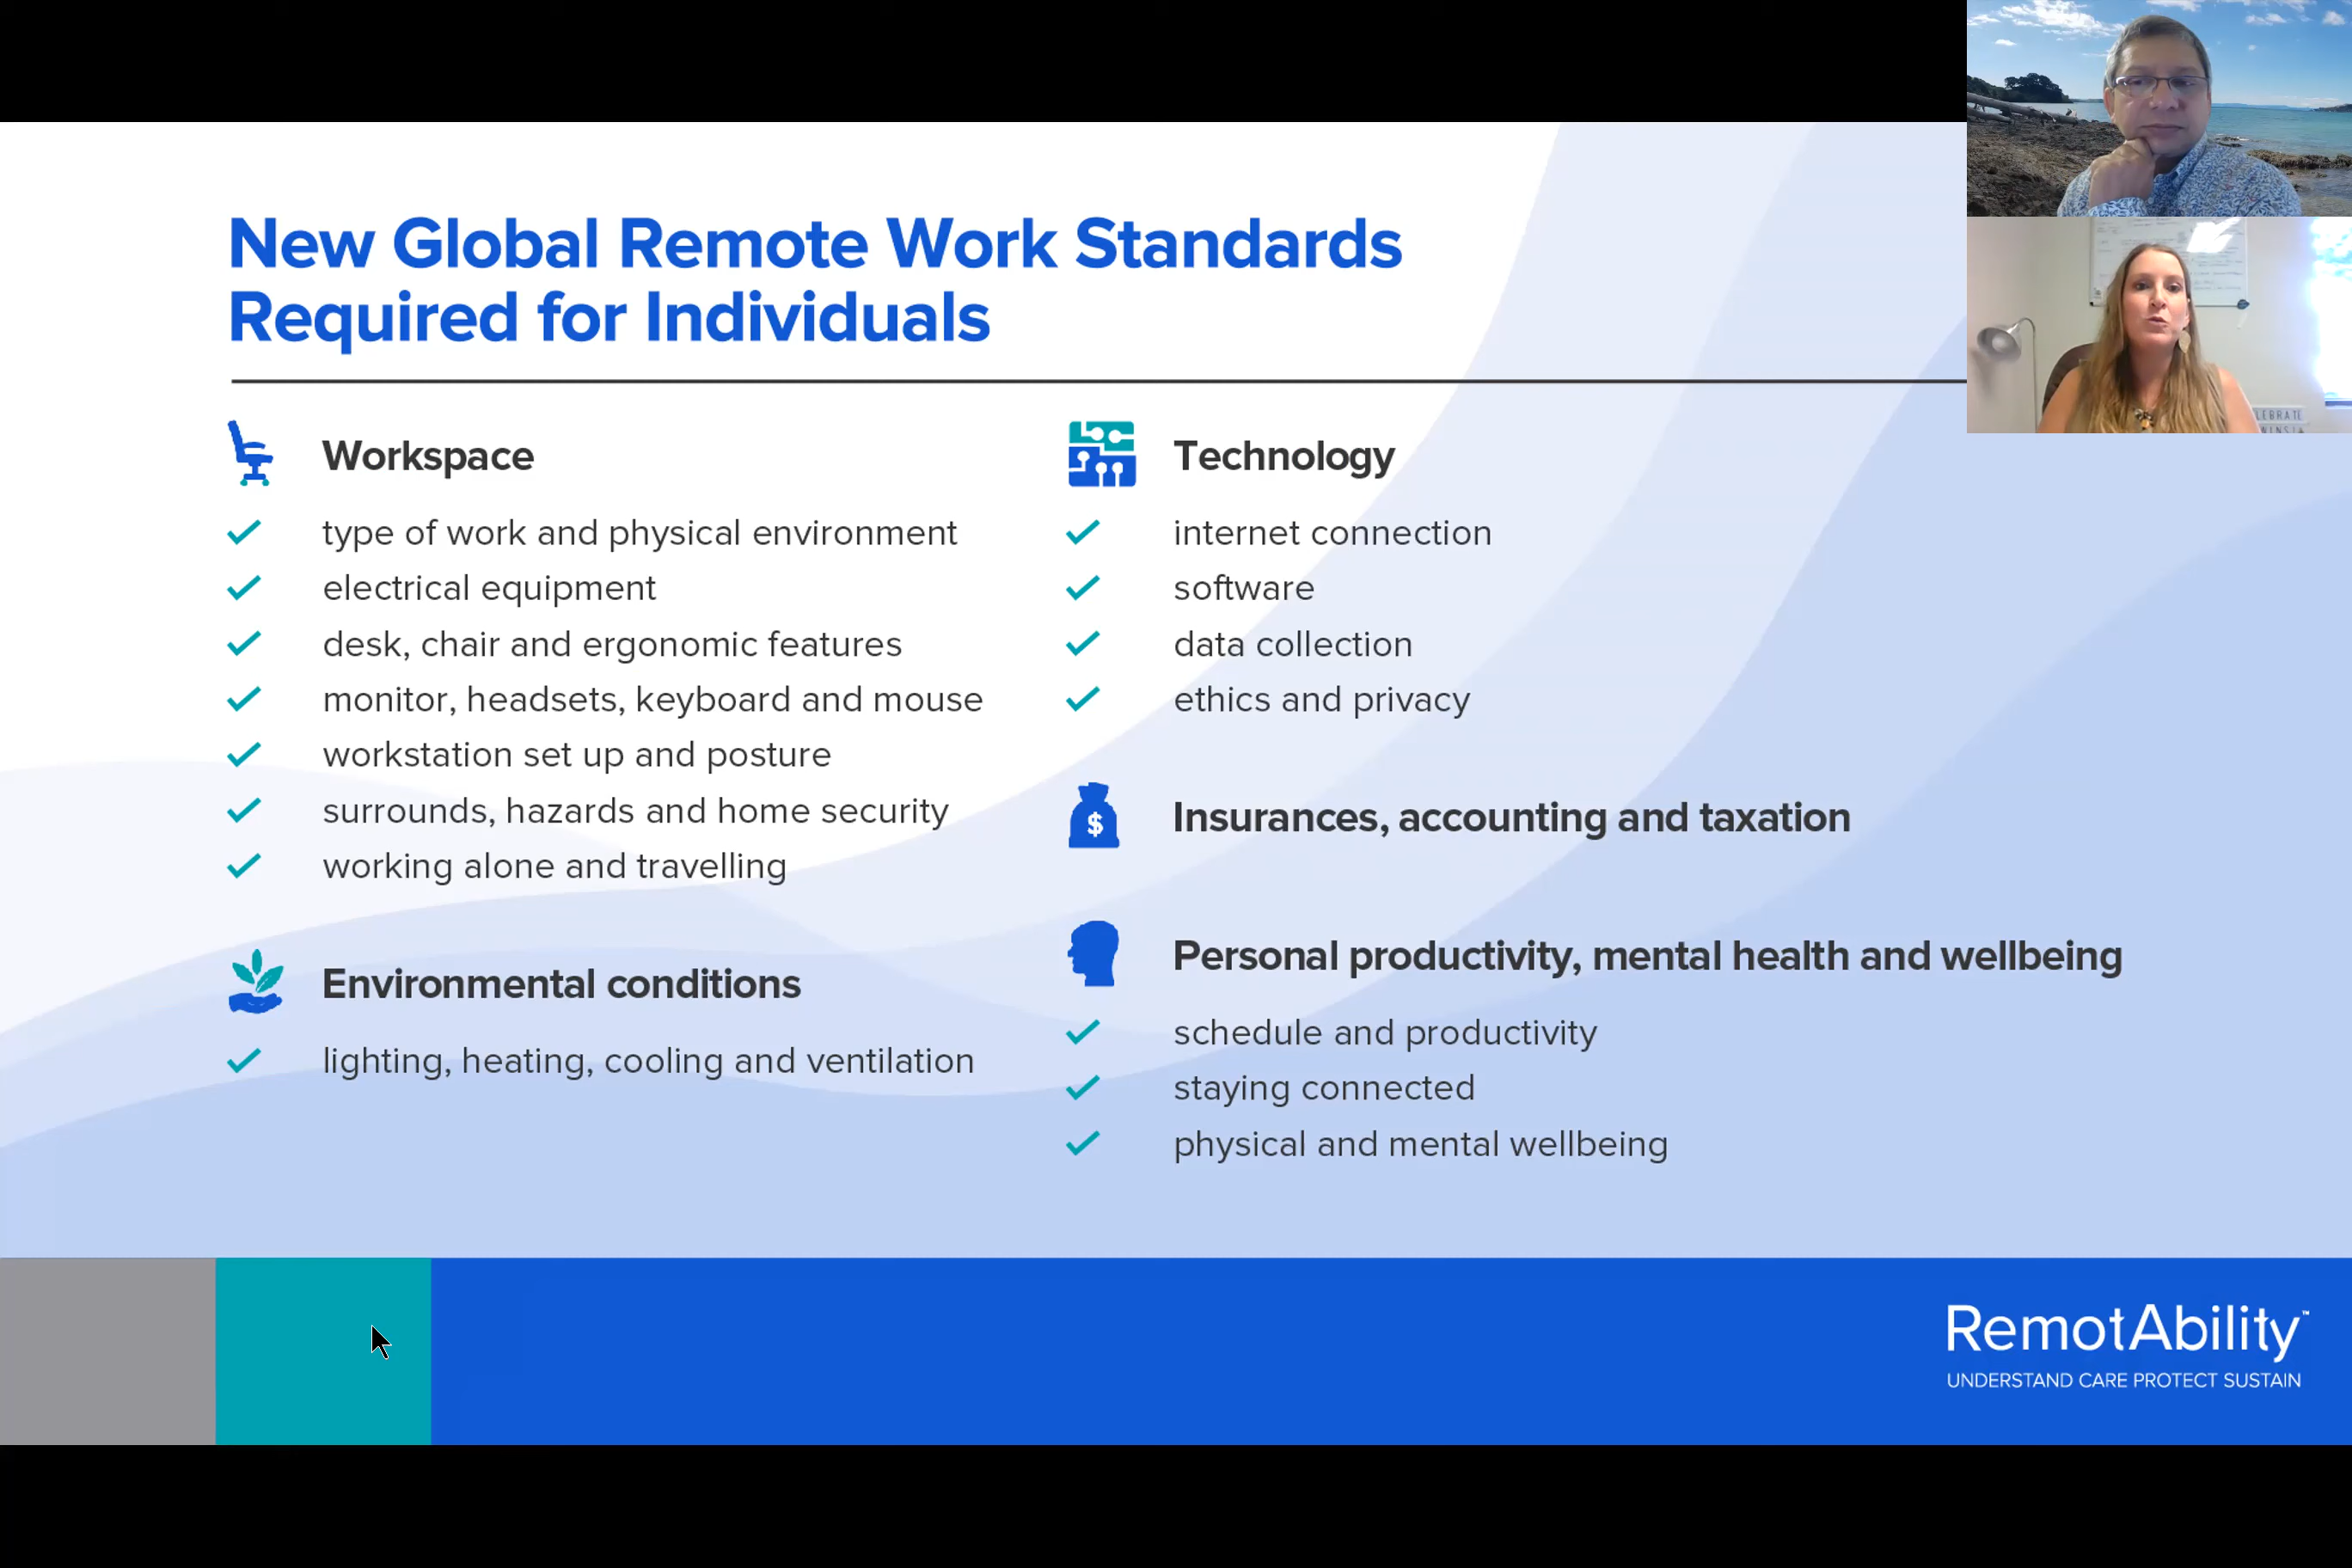 New Global Remote Work Standards
Required for Individuals
Workspace
type of work and physical environment
electrical equipment
desk, chair and ergonomic features
monitor, headsets, keyboard and mouse
workstation set up and posture
surrounds, hazards and home security
working alone and travelling
Environmental conditions
lighting, heating, cooling and ventilation
Technology
internet connection
software
data collection
ethics and privacy
$
Insurances, accounting and taxation
Personal productivity, mental health and wellbeing
schedule and productivity
staying connected
physical and mental wellbeing
RemotAbility™
UNDERSTAND CARE PROTECT SUSTAIN